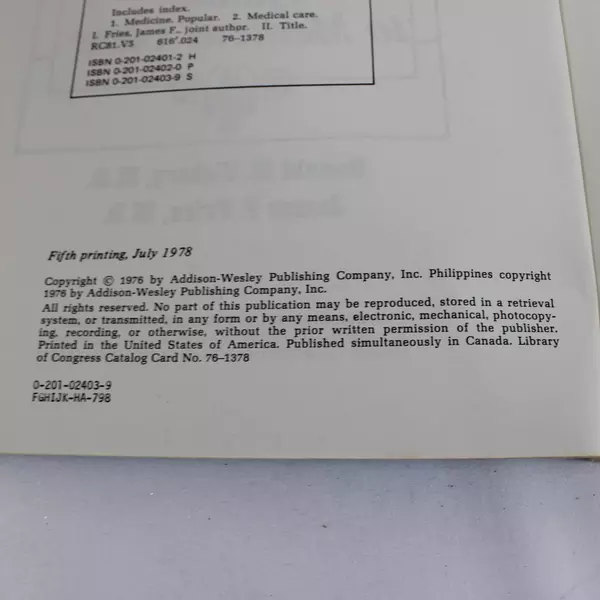 Includes index.
1. Medicine, Popular. 2. Medical care.
I. Fries, James F., joint author. II. Title.
RC81.V5 616'.024 76-1378
ISBN 0-201-02401-2 H
ISBN 0-201-02402-0 P
ISBN 0-201-02403-9 S
Fifth printing, July 1978
Copyright © 1976 by Addison-Wesley Publishing Company, Inc. Philippines copyright
1976 by Addison-Wesley Publishing Company, Inc.
All rights reserved. No part of this publication may be reproduced, stored in a retrieval
system, or transmitted, in any form or by any means, electronic, mechanical, photocopy-
ing, recording, or otherwise, without the prior written permission of the publisher.
Printed in the United States of America. Published simultaneously in Canada. Library
of Congress Catalog Card No. 76-1378
0-201-02403-9
FGHIJK-HA-798